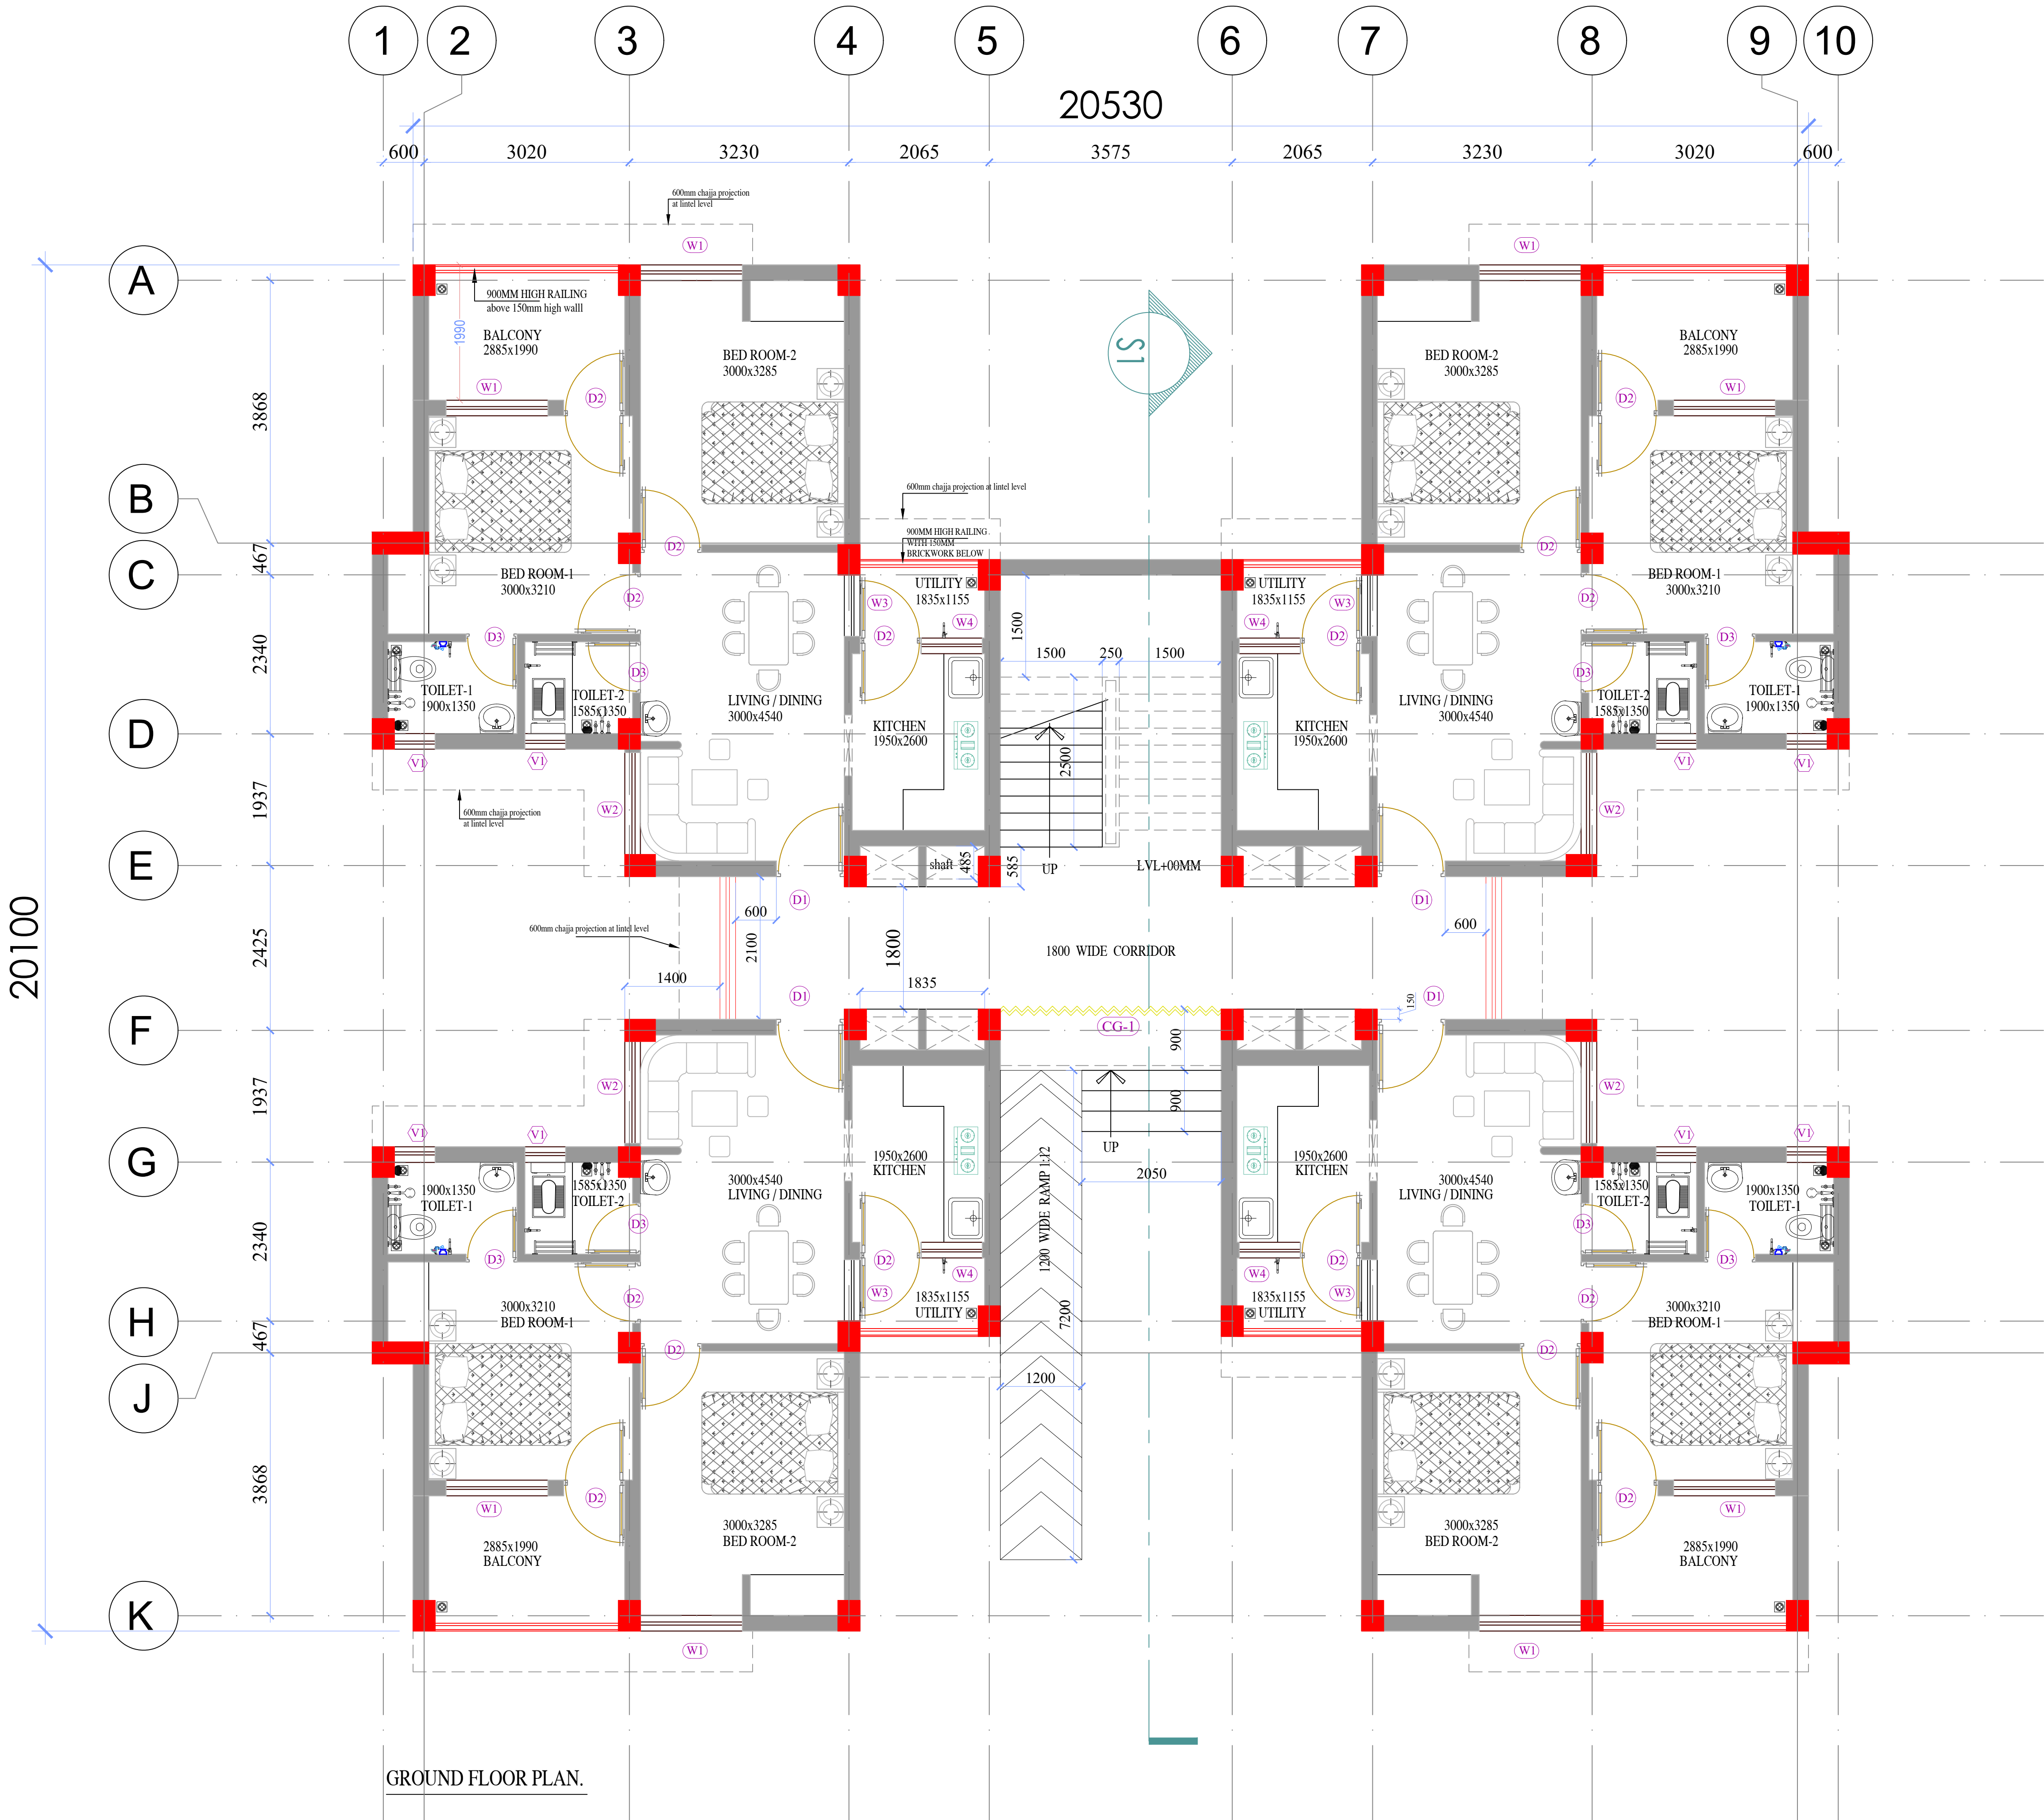 1 2 3 4 5 6 7 8 9 10
20530
600 3020 3230 2065 3575 2065 3230 3020 600
600mm chajja projection
at lintel level
W1 W1
A
900MM HIGH RAILING
above 150mm high walll
1990
BALCONY
2885x1990
BED ROOM-2
3000x3285
S1
BED ROOM-2
3000x3285
BALCONY
2885x1990
W1 D2 D2 W1
3868
B
600mm chajja projection at lintel level
900MM HIGH RAILING
WITH 150MM
BRICKWORK BELOW
D2 D2
467
C
BED ROOM-1
3000x3210
UTILITY
1835x1155
UTILITY
1835x1155
BED ROOM-1
3000x3210
D2 W3 W4 W4 W3 D2
D3 D2 D2 D3
1500
2340
1500 250 1500
D3 D3
TOILET-1
1900x1350
TOILET-2
1585x1350
LIVING / DINING
3000x4540
KITCHEN
1950x2600
KITCHEN
1950x2600
LIVING / DINING
3000x4540
TOILET-2
1585x1350
TOILET-1
1900x1350
D
V1 V1 V1 V1
2500
1937
W2 W2
600mm chajja projection
at lintel level
E
shaft 485 585 UP LVL+00MM
D1 D1
600 600
20100
600mm chajja projection at lintel level
2425
2100
1800
1800 WIDE CORRIDOR
1400 1835
D1 D1
150
F
CG-1
900
1937
W2 W2
900
V1 V1 V1 V1
UP
G
1200 WIDE RAMP 1:12
2050
1900x1350
TOILET-1
1585x1350
TOILET-2
3000x4540
LIVING / DINING
1950x2600
KITCHEN
1950x2600
KITCHEN
3000x4540
LIVING / DINING
1585x1350
TOILET-2
1900x1350
TOILET-1
D3 D3
2340
D3 D2 D2 D3
D2 W3 W4 W4 W3 D2
H
3000x3210
BED ROOM-1
1835x1155
UTILITY
1835x1155
UTILITY
3000x3210
BED ROOM-1
7200
467
D2 D2
J
1200
3868
W1 D2 D2 W1
2885x1990
BALCONY
3000x3285
BED ROOM-2
3000x3285
BED ROOM-2
2885x1990
BALCONY
K
W1 W1
GROUND FLOOR PLAN.